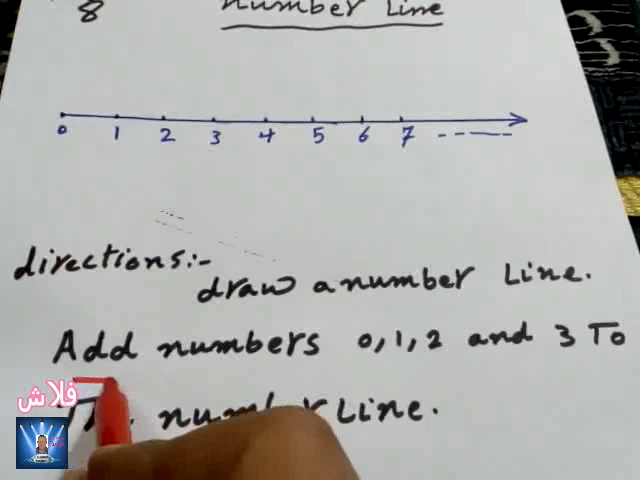 8 Number Line
0 1 2 3 4 5 6 7 -----
directions:-
draw a number Line.
Add numbers 0, 1, 2 and 3 To
number Line.
فلاش